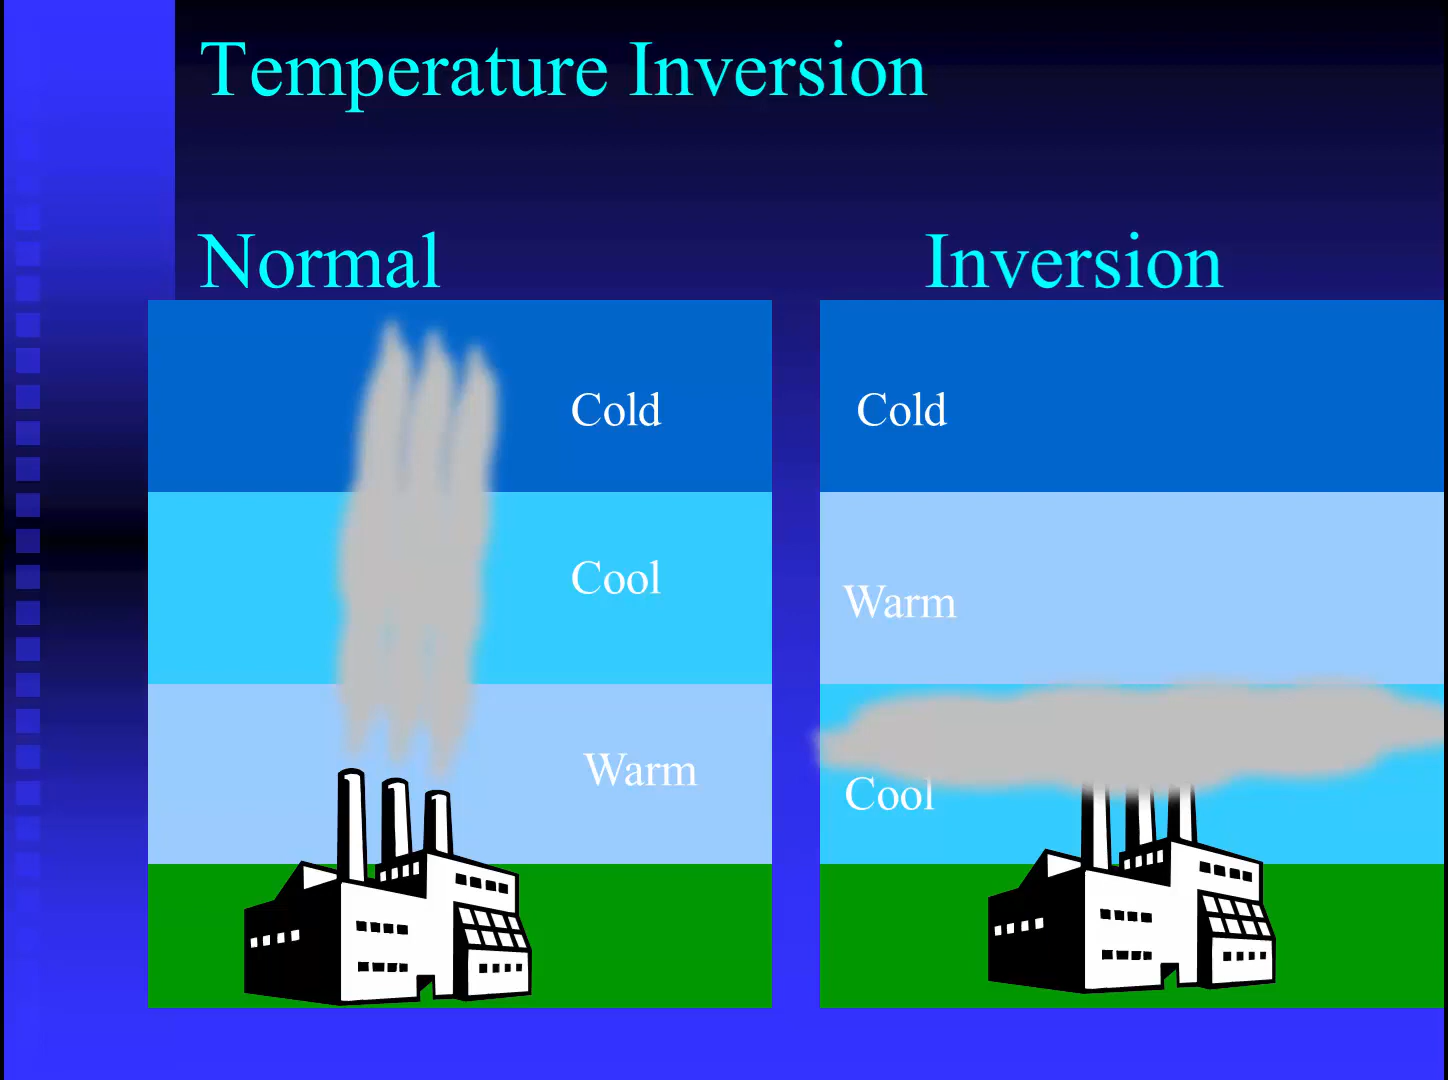 Temperature Inversion
Normal
Inversion
Cold
Cool
Warm
Cold
Warm
Cool